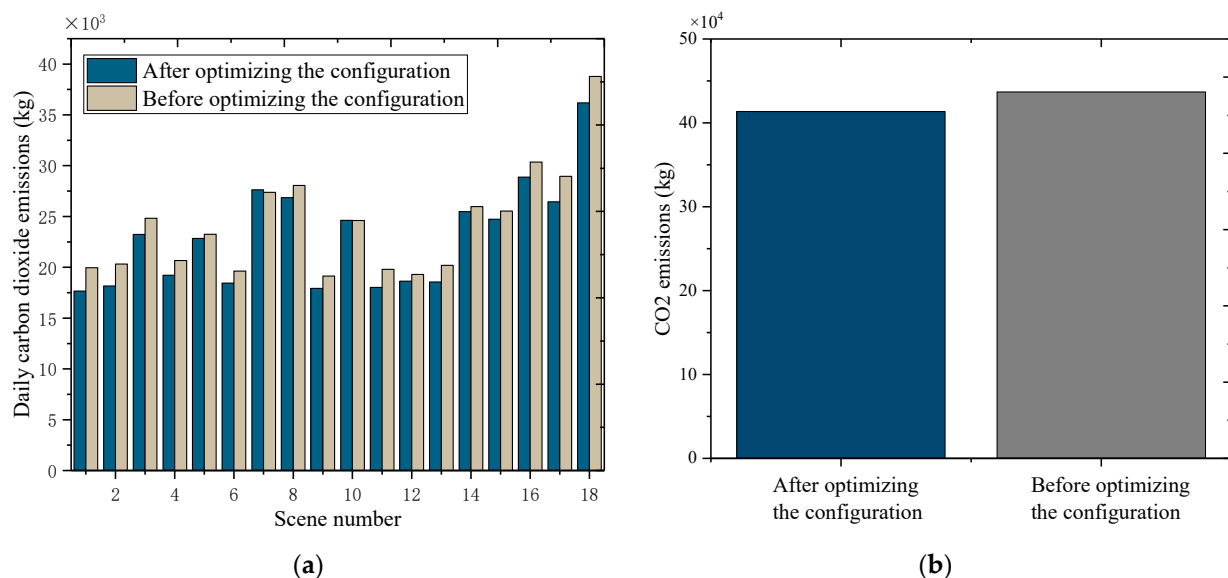 ×10³
40
35
30
25
20
15
10
5
0
Daily carbon dioxide emissions (kg)
After optimizing the configuration
Before optimizing the configuration
2 4 6 8 10 12 14 16 18
Scene number
(a)
×10⁴
50
40
30
20
10
0
CO2 emissions (kg)
After optimizing
the configuration
Before optimizing
the configuration
(b)